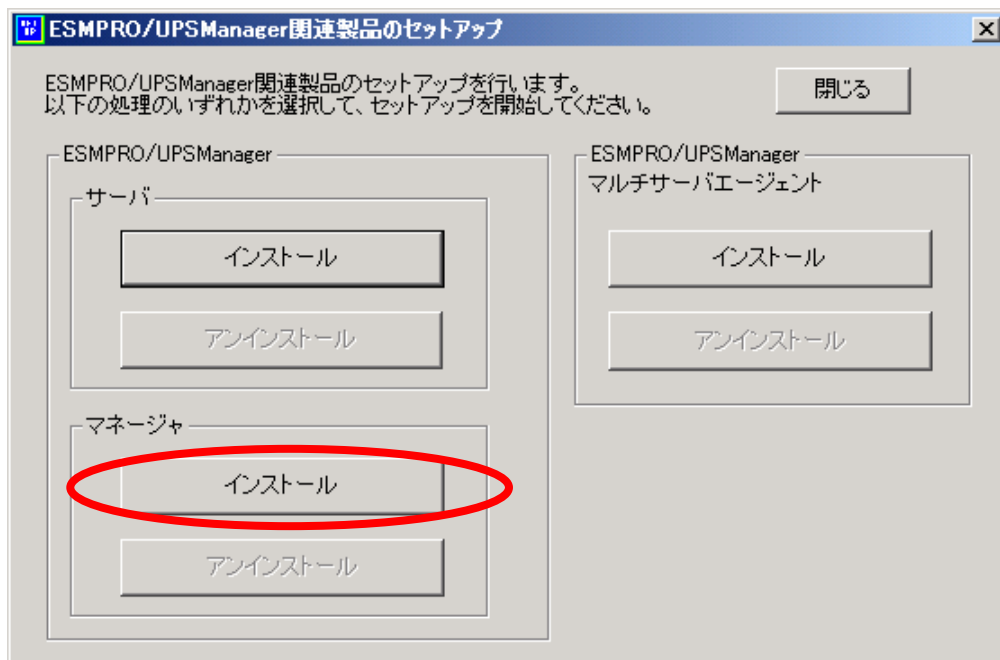 ESMPRO/UPSManager関連製品のセットアップ
ESMPRO/UPSManager関連製品のセットアップを行います。
以下の処理のいずれかを選択して、セットアップを開始してください。
閉じる
ESMPRO/UPSManager
サーバ
インストール
アンインストール
マネージャ
インストール
アンインストール
ESMPRO/UPSManager
マルチサーバエージェント
インストール
アンインストール